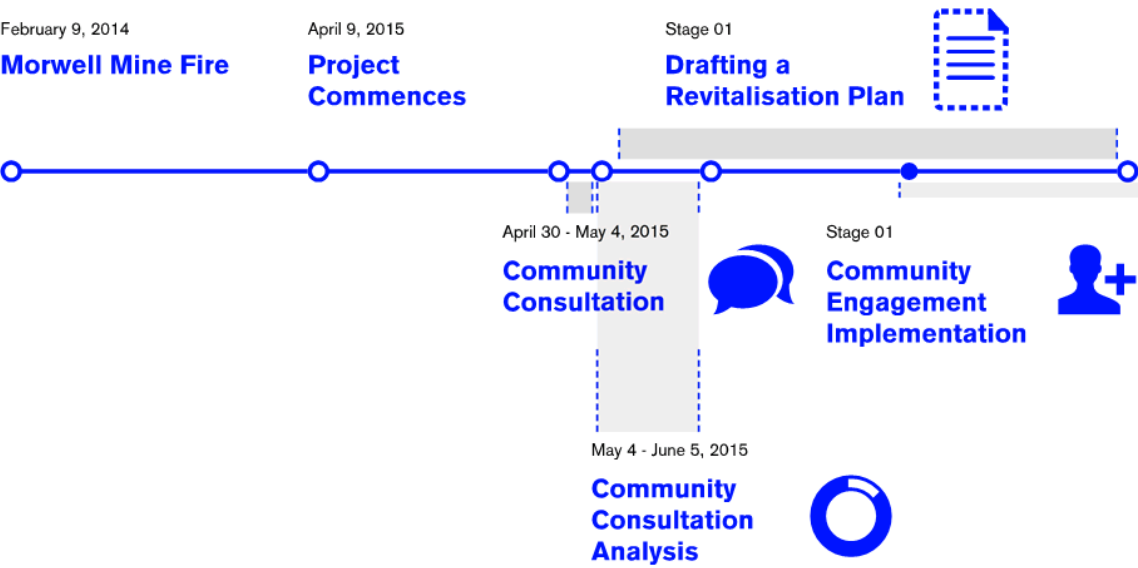 February 9, 2014
Morwell Mine Fire
April 9, 2015
Project
Commences
Stage 01
Drafting a
Revitalisation Plan
April 30 - May 4, 2015
Community
Consultation
Stage 01
Community
Engagement
Implementation
May 4 - June 5, 2015
Community
Consultation
Analysis